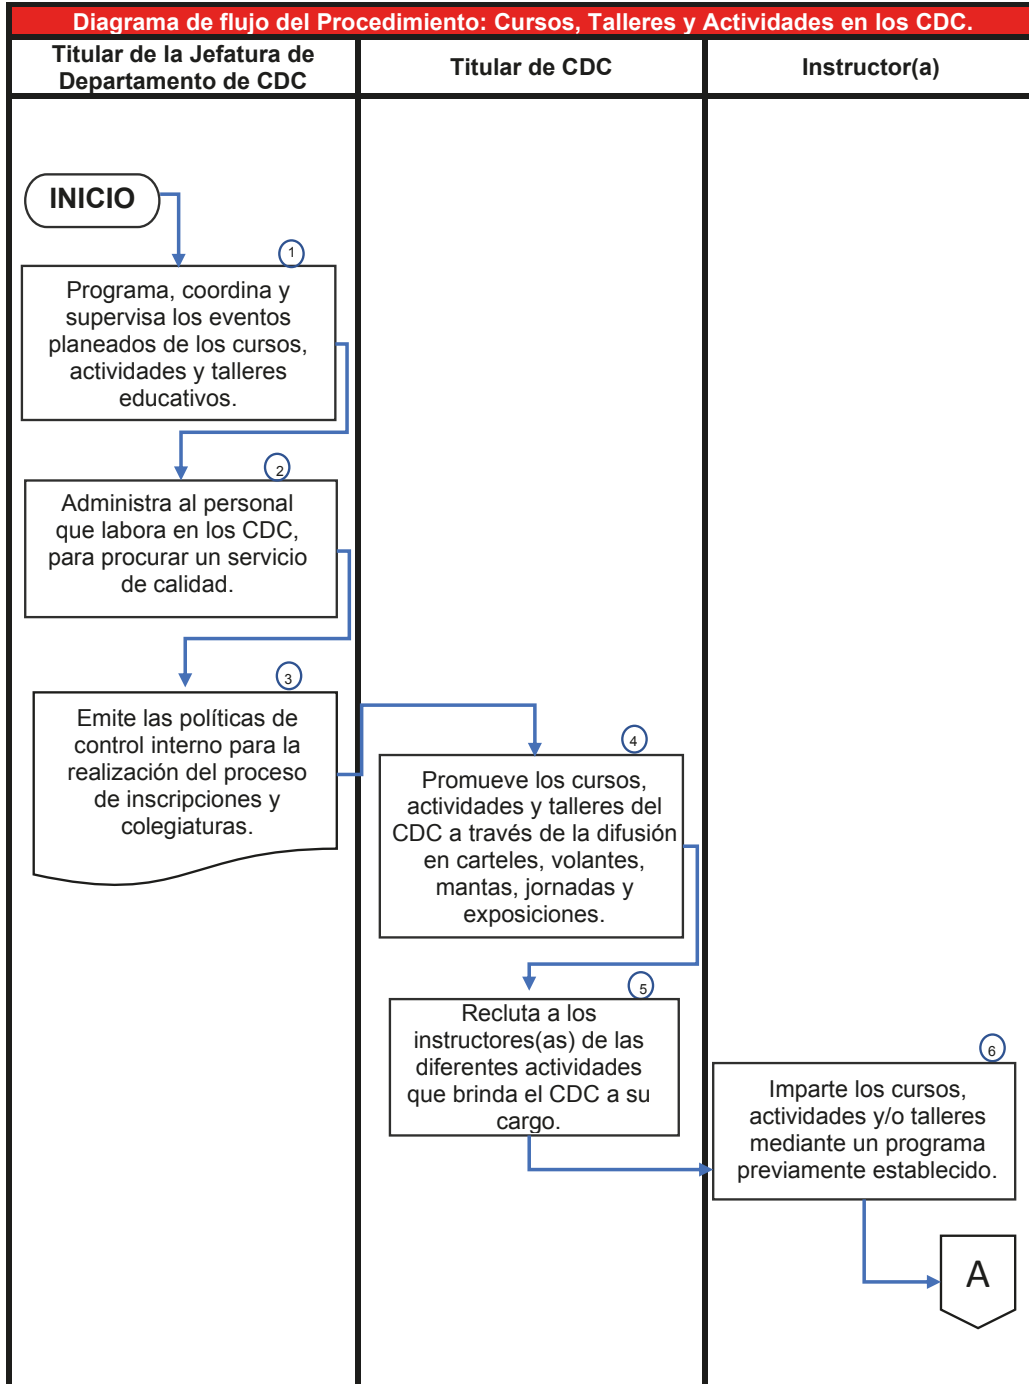 Diagrama de flujo del Procedimiento: Cursos, Talleres y Actividades en los CDC.
Titular de la Jefatura de
Departamento de CDC
Titular de CDC
Instructor(a)
INICIO
1
Programa, coordina y
supervisa los eventos
planeados de los cursos,
actividades y talleres
educativos.
2
Administra al personal
que labora en los CDC,
para procurar un servicio
de calidad.
3
Emite las políticas de
control interno para la
realización del proceso
de inscripciones y
colegiaturas.
4
Promueve los cursos,
actividades y talleres del
CDC a través de la difusión
en carteles, volantes,
mantas, jornadas y
exposiciones.
5
Recluta a los
instructores(as) de las
diferentes actividades
que brinda el CDC a su
cargo.
6
Imparte los cursos,
actividades y/o talleres
mediante un programa
previamente establecido.
A